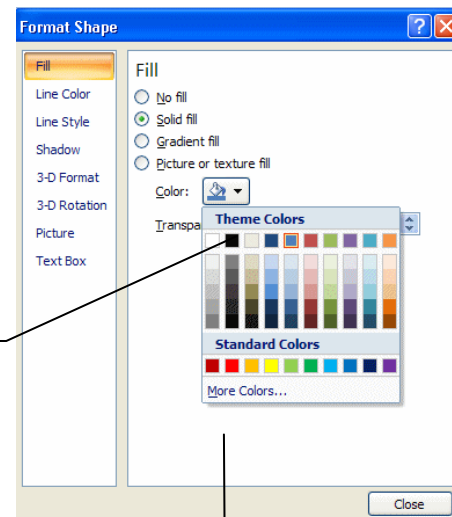 Format Shape
Fill
Line Color
Line Style
Shadow
3-D Format
3-D Rotation
Picture
Text Box
Fill
No fill
Solid fill
Gradient fill
Picture or texture fill
Color:
Transpa
Theme Colors
Standard Colors
More Colors...
Close